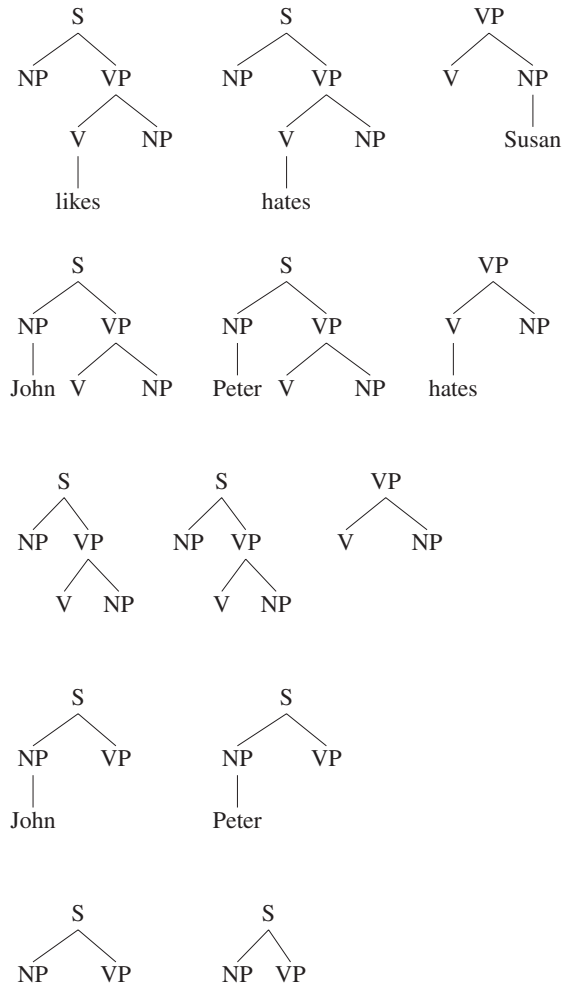 S S VP
NP VP NP VP V NP
V NP V NP Susan
likes hates
S S VP
NP VP NP VP V NP
John V NP Peter V NP hates
S S VP
NP VP NP VP V NP
V NP V NP
S S
NP VP NP VP
John Peter
S S
NP VP NP VP